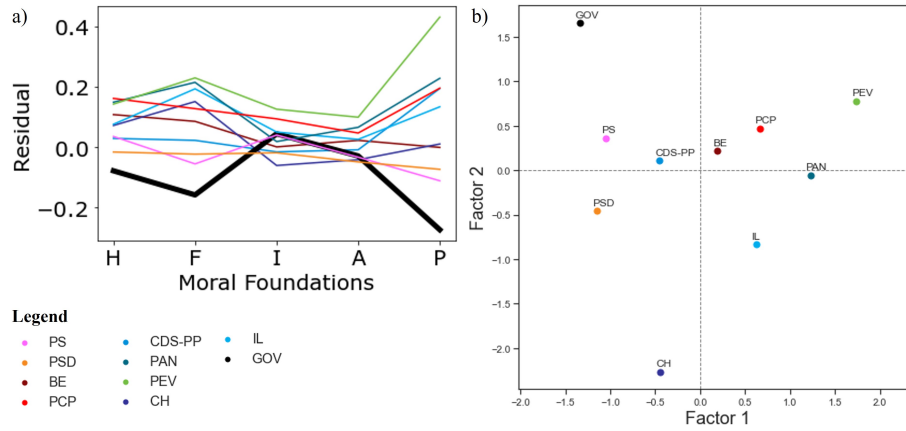 a)
0.4
0.2
0.0
−0.2
Residual
H F I A P
Moral Foundations
Legend
PS
PSD
BE
PCP
CDS-PP
PAN
PEV
CH
IL
GOV
b)
1.5
1.0
0.5
0.0
-0.5
-1.0
-1.5
-2.0
Factor 2
GOV
PEV
PCP
PS
BE
CDS-PP
PAN
PSD
IL
CH
-2.0 -1.5 -1.0 -0.5 0.0 0.5 1.0 1.5 2.0
Factor 1